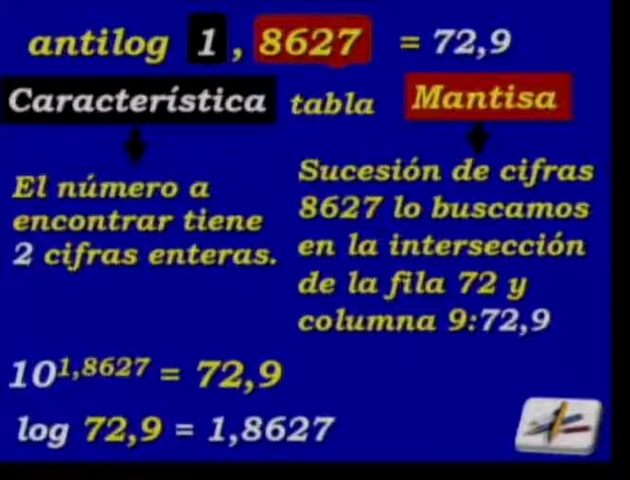 antilog 1,8627 = 72,9
Característica tabla Mantisa
El número a
encontrar tiene
2 cifras enteras.
Sucesión de cifras
8627 lo buscamos
en la intersección
de la fila 72 y
columna 9:72,9
10^1,8627 = 72,9
log 72,9 = 1,8627